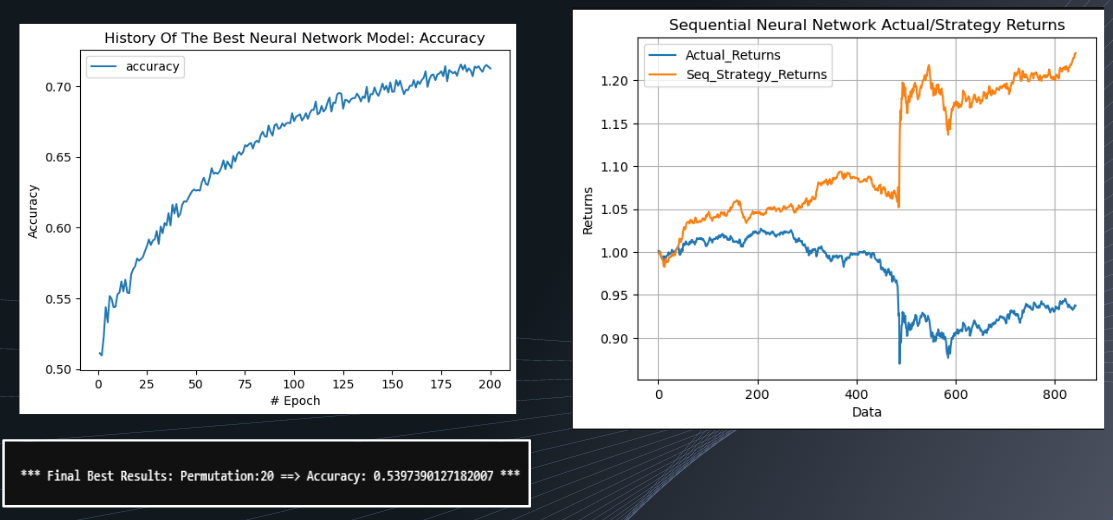 History Of The Best Neural Network Model: Accuracy
accuracy
Accuracy
0.70
0.65
0.60
0.55
0.50
0 25 50 75 100 125 150 175 200
# Epoch
Sequential Neural Network Actual/Strategy Returns
Actual_Returns
Seq_Strategy_Returns
Returns
1.20
1.15
1.10
1.05
1.00
0.95
0.90
0 200 400 600 800
Data
*** Final Best Results: Permutation:20 ==> Accuracy: 0.5397390127182007 ***